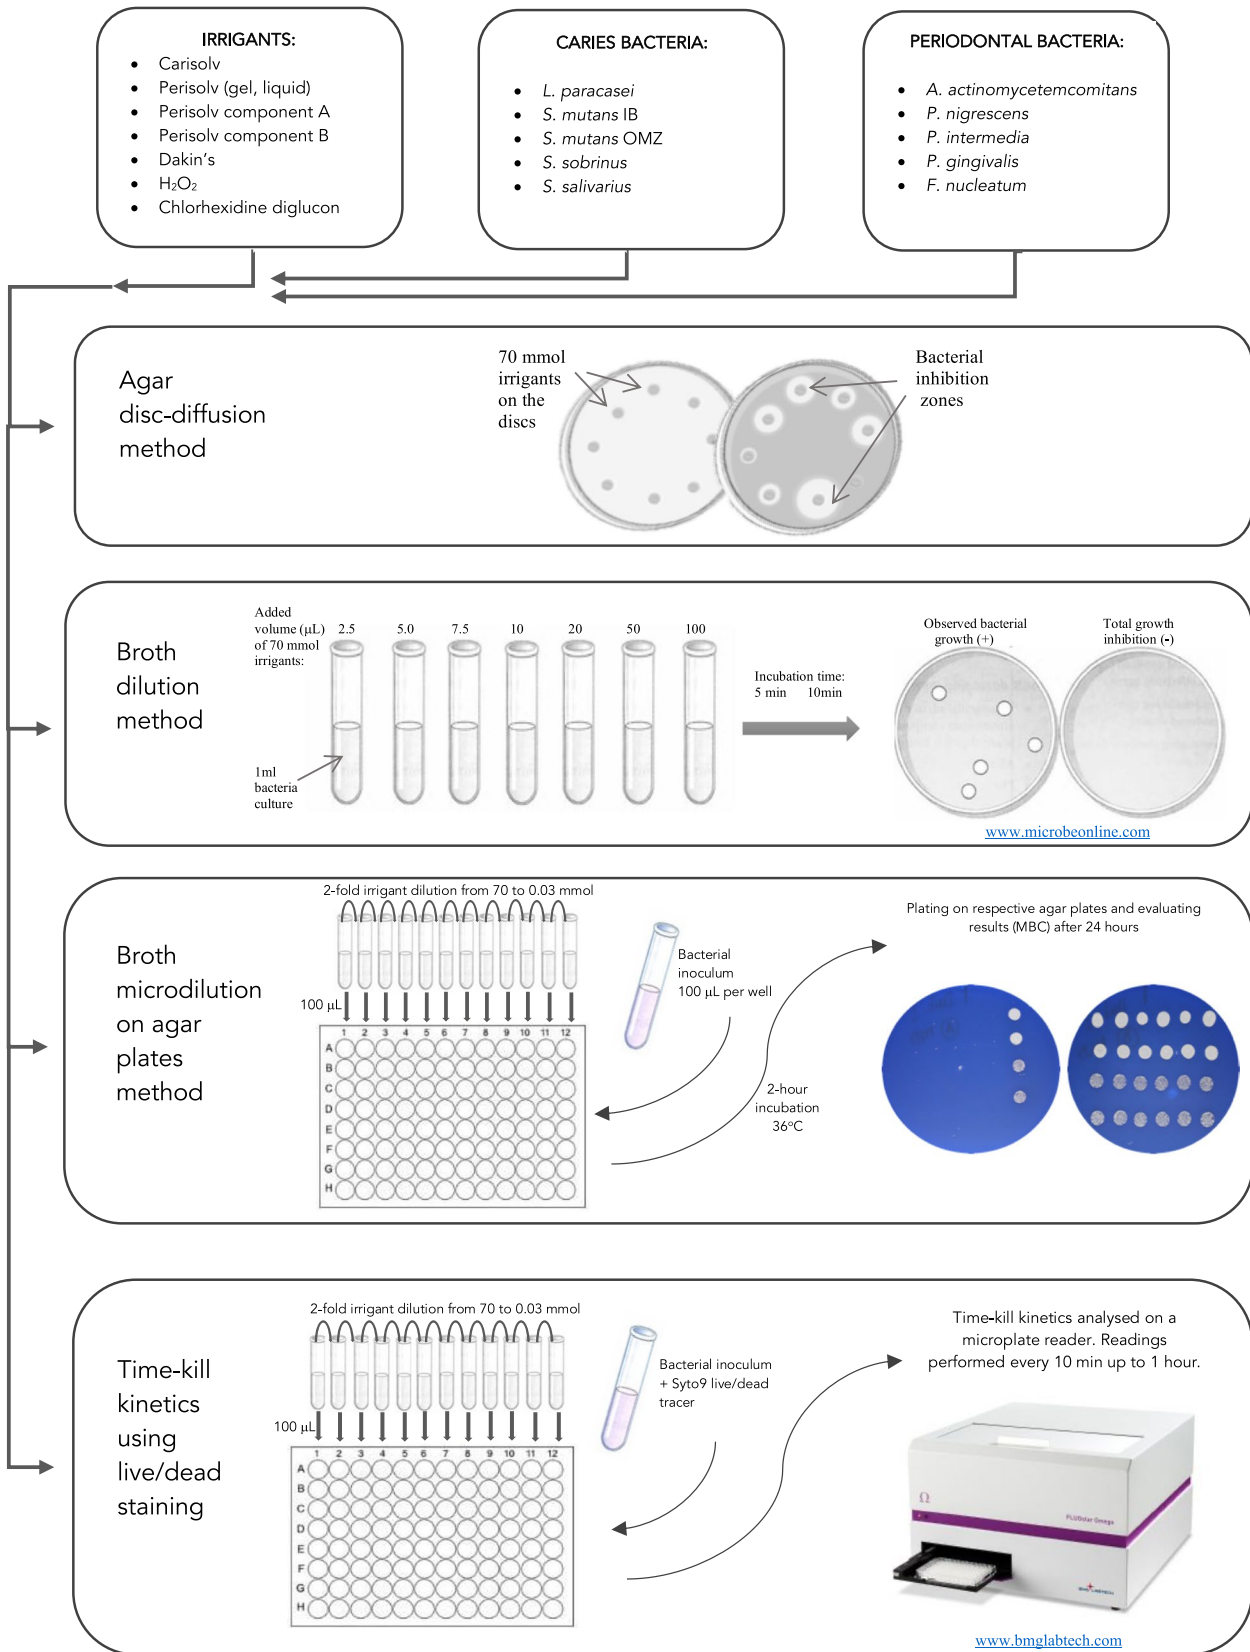 IRRIGANTS:
• Carisolv
• Perisolv (gel, liquid)
• Perisolv component A
• Perisolv component B
• Dakin's
• H₂O₂
• Chlorhexidine diglucon
CARIES BACTERIA:
• L. paracasei
• S. mutans IB
• S. mutans OMZ
• S. sobrinus
• S. salivarius
PERIODONTAL BACTERIA:
• A. actinomycetemcomitans
• P. nigrescens
• P. intermedia
• P. gingivalis
• F. nucleatum
Agar
disc-diffusion
method
70 mmol
irrigants
on the
discs
Bacterial
inhibition
zones
Broth
dilution
method
Added
volume (µL)
of 70 mmol
irrigants:
2.5 5.0 7.5 10 20 50 100
1ml
bacteria
culture
Incubation time:
5 min 10min
Observed bacterial
growth (+)
Total growth
inhibition (-)
www.microbeonline.com
Broth
microdilution
on agar
plates
method
2-fold irrigant dilution from 70 to 0.03 mmol
100 µL
1 2 3 4 5 6 7 8 9 10 11 12
A
B
C
D
E
F
G
H
Bacterial
inoculum
100 µL per well
2-hour
incubation
36°C
Plating on respective agar plates and evaluating
results (MBC) after 24 hours
Time-kill
kinetics
using
live/dead
staining
2-fold irrigant dilution from 70 to 0.03 mmol
100 µL
1 2 3 4 5 6 7 8 9 10 11 12
A
B
C
D
E
F
G
H
Bacterial inoculum
+ Syto9 live/dead
tracer
Time-kill kinetics analysed on a
microplate reader. Readings
performed every 10 min up to 1 hour.
Ω
FLUOstar Omega
BMG LABTECH
www.bmglabtech.com